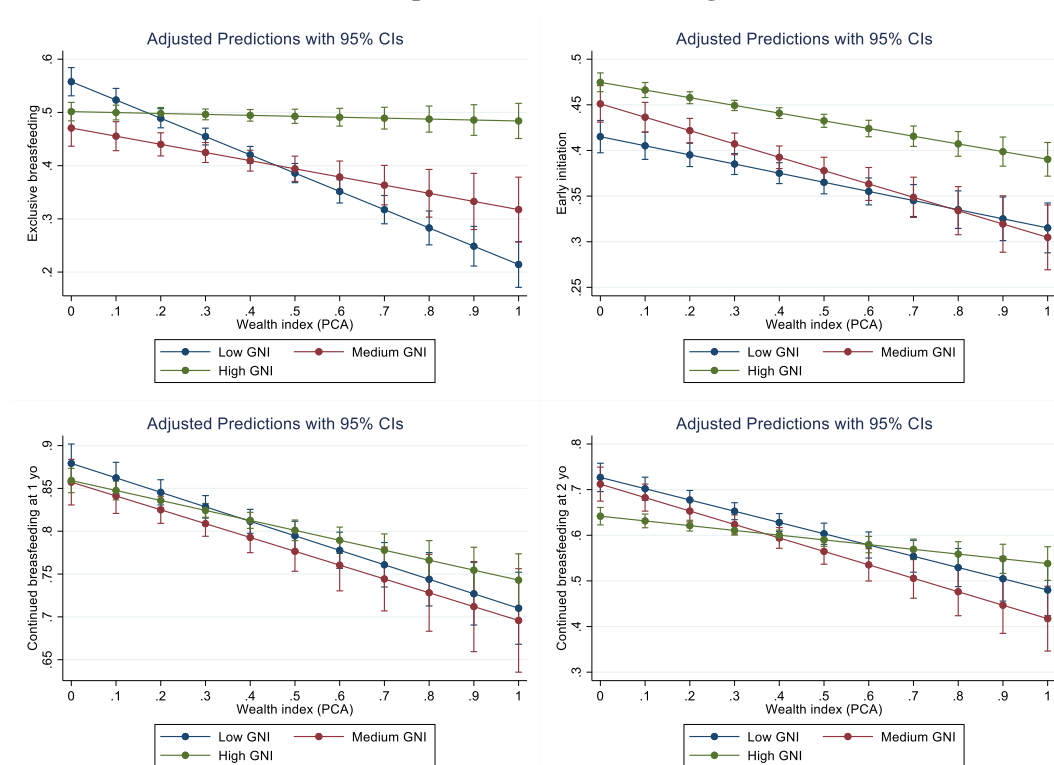 Adjusted Predictions with 95% CIs
Exclusive breasfeeding
.6
.5
.4
.3
.2
0 .1 .2 .3 .4 .5 .6 .7 .8 .9 1
Wealth index (PCA)
Low GNI Medium GNI
High GNI
Adjusted Predictions with 95% CIs
Early initiation
.5
.45
.4
.35
.3
.25
0 .1 .2 .3 .4 .5 .6 .7 .8 .9 1
Wealth index (PCA)
Low GNI Medium GNI
High GNI
Adjusted Predictions with 95% CIs
Continued breasfeeding at 1 yo
.9
.85
.8
.75
.7
.65
0 .1 .2 .3 .4 .5 .6 .7 .8 .9 1
Wealth index (PCA)
Low GNI Medium GNI
High GNI
Adjusted Predictions with 95% CIs
Continued breasfeeding at 2 yo
.8
.7
.6
.5
.4
.3
0 .1 .2 .3 .4 .5 .6 .7 .8 .9 1
Wealth index (PCA)
Low GNI Medium GNI
High GNI